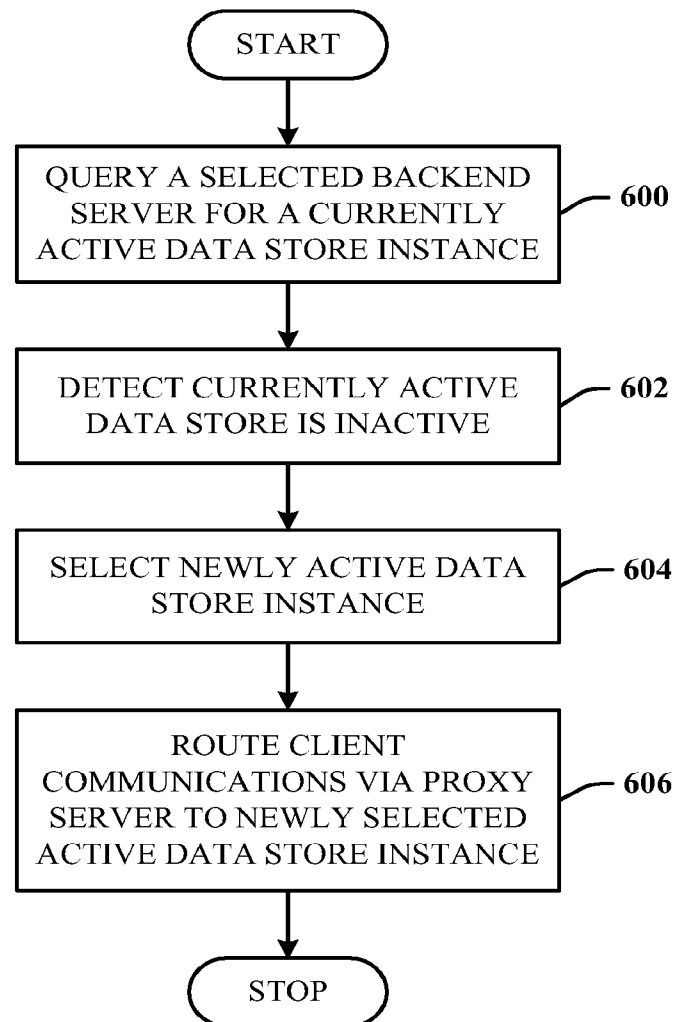 START
QUERY A SELECTED BACKEND
SERVER FOR A CURRENTLY
ACTIVE DATA STORE INSTANCE
600
DETECT CURRENTLY ACTIVE
DATA STORE IS INACTIVE
602
SELECT NEWLY ACTIVE DATA
STORE INSTANCE
604
ROUTE CLIENT
COMMUNICATIONS VIA PROXY
SERVER TO NEWLY SELECTED
ACTIVE DATA STORE INSTANCE
606
STOP